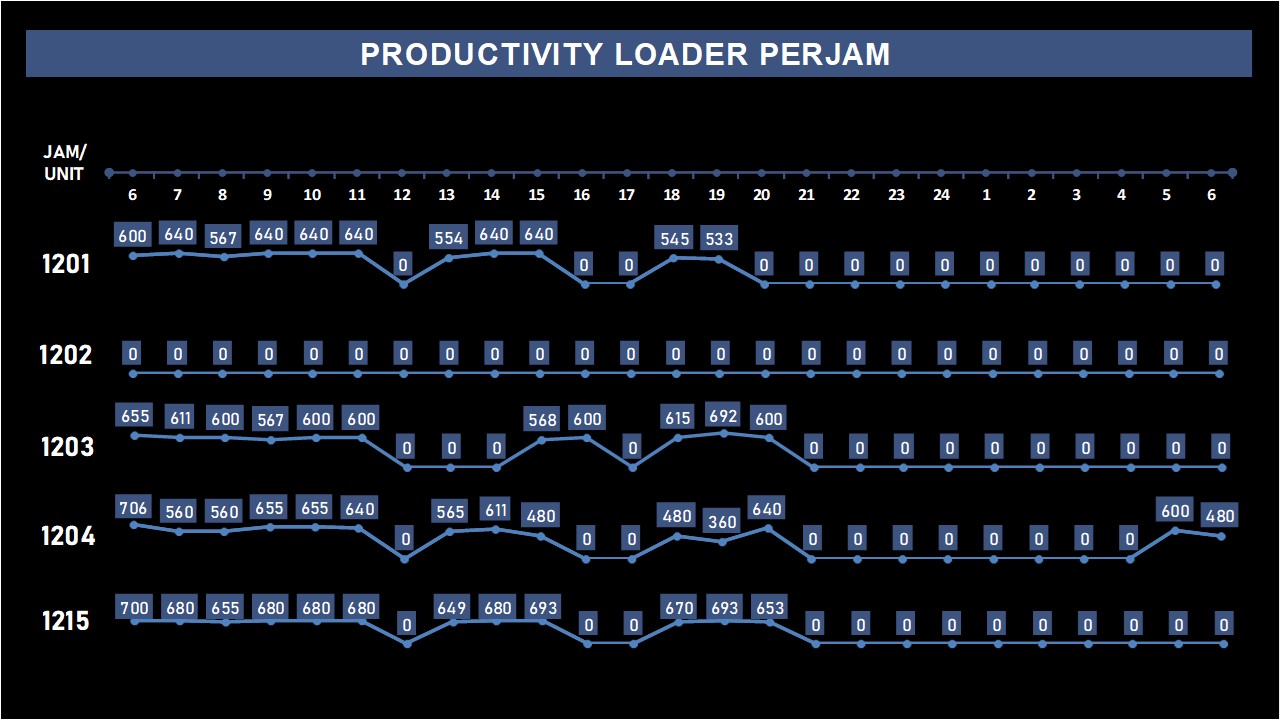 PRODUCTIVITY LOADER PERJAM
JAM/
UNIT
6 7 8 9 10 11 12 13 14 15 16 17 18 19 20 21 22 23 24 1 2 3 4 5 6
1201 600 640 567 640 640 640 0 554 640 640 0 0 545 533 0 0 0 0 0 0 0 0 0 0 0
1202 0 0 0 0 0 0 0 0 0 0 0 0 0 0 0 0 0 0 0 0 0 0 0 0 0
1203 655 611 600 567 600 600 0 0 0 568 600 0 615 692 600 0 0 0 0 0 0 0 0 0 0
1204 706 560 560 655 655 640 0 565 611 480 0 0 480 360 640 0 0 0 0 0 0 0 0 600 480
1215 700 680 655 680 680 680 0 649 680 693 0 0 670 693 653 0 0 0 0 0 0 0 0 0 0